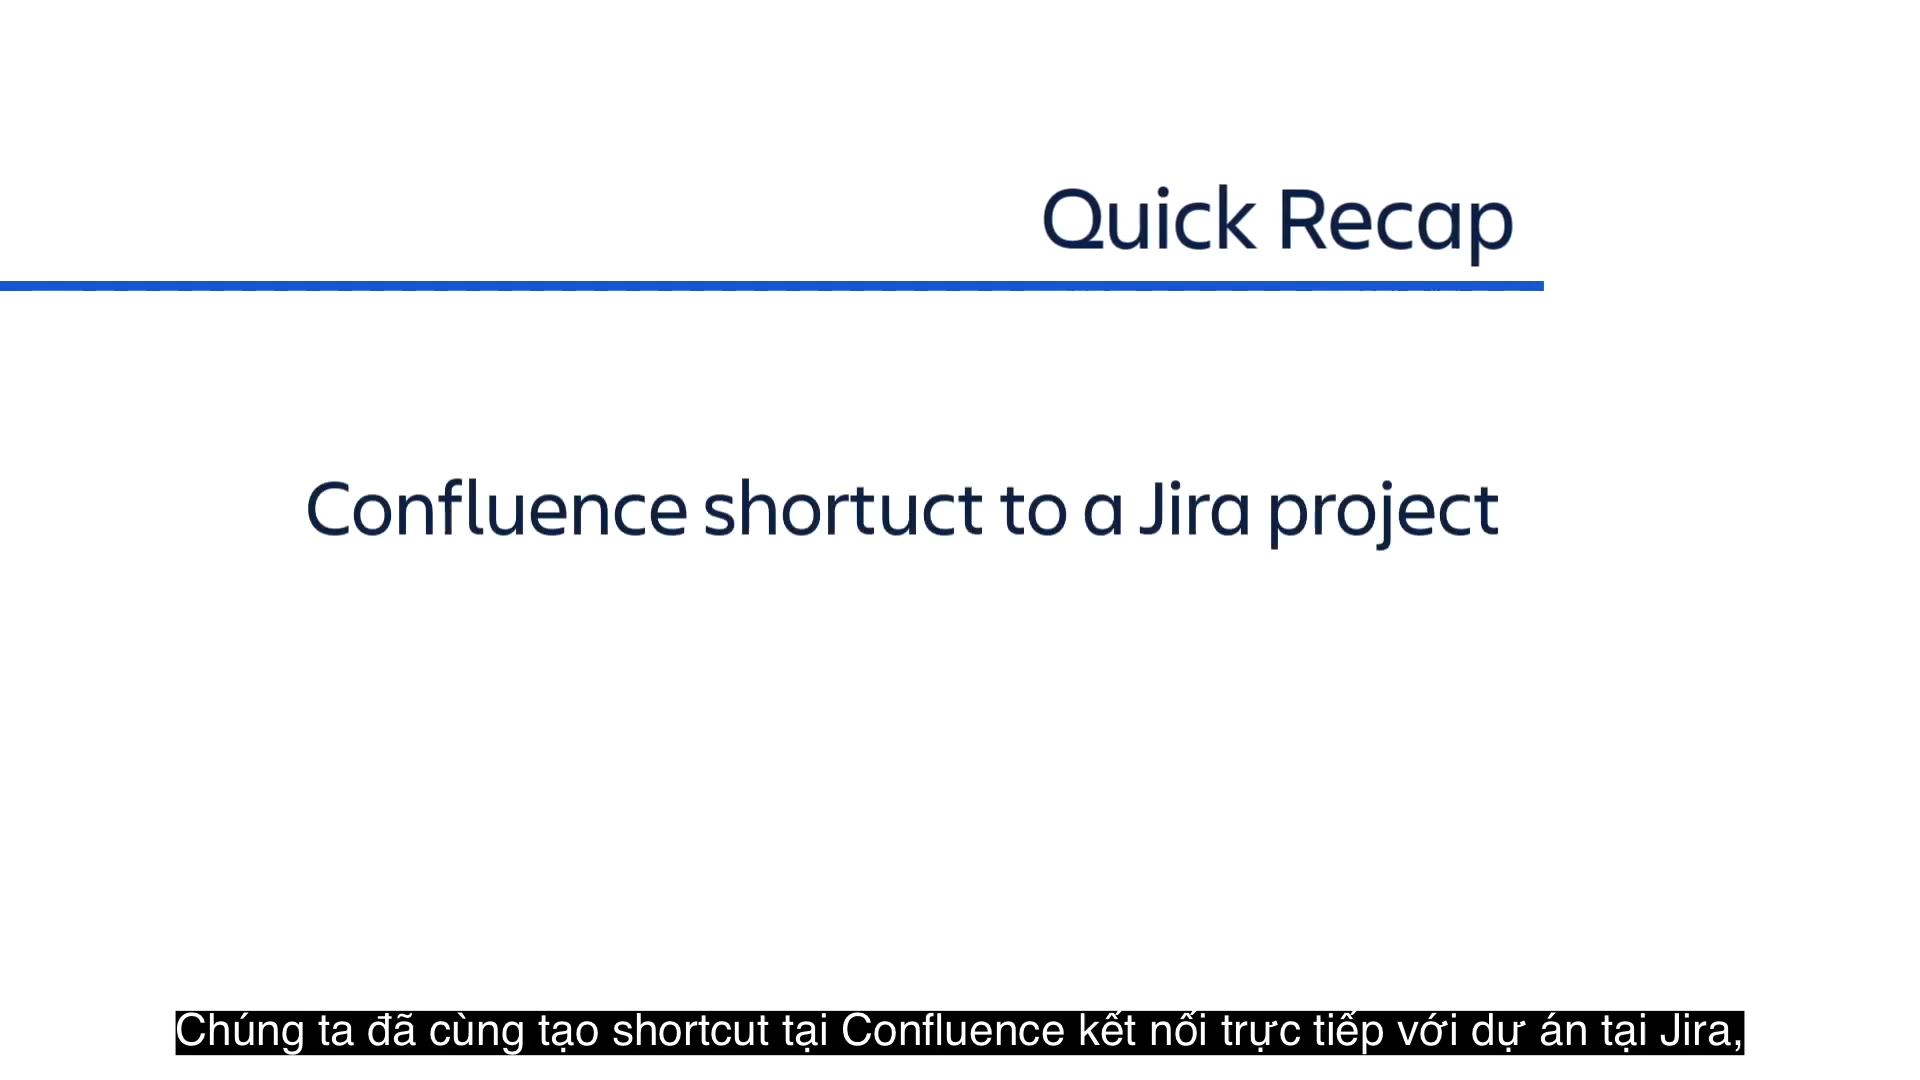 Quick Recap
Confluence shortuct to a Jira project
Chúng ta đã cùng tạo shortcut tại Confluence kết nối trực tiếp với dự án tại Jira,